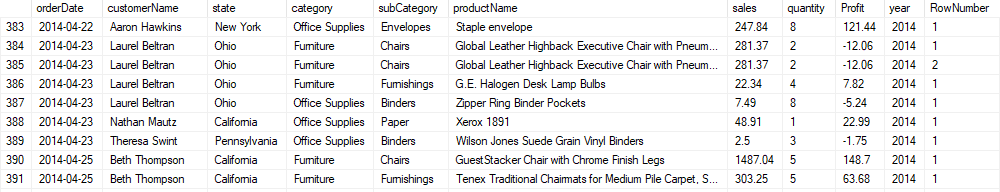 orderDate customerName state category subCategory productName sales quantity Profit year RowNumber
383 2014-04-22 Aaron Hawkins New York Office Supplies Envelopes Staple envelope 247.84 8 121.44 2014 1
384 2014-04-23 Laurel Beltran Ohio Furniture Chairs Global Leather Highback Executive Chair with Pneum... 281.37 2 -12.06 2014 1
385 2014-04-23 Laurel Beltran Ohio Furniture Chairs Global Leather Highback Executive Chair with Pneum... 281.37 2 -12.06 2014 2
386 2014-04-23 Laurel Beltran Ohio Furniture Furnishings G.E. Halogen Desk Lamp Bulbs 22.34 4 7.82 2014 1
387 2014-04-23 Laurel Beltran Ohio Office Supplies Binders Zipper Ring Binder Pockets 7.49 8 -5.24 2014 1
388 2014-04-23 Nathan Mautz California Office Supplies Paper Xerox 1891 48.91 1 22.99 2014 1
389 2014-04-23 Theresa Swint Pennsylvania Office Supplies Binders Wilson Jones Suede Grain Vinyl Binders 2.5 3 -1.75 2014 1
390 2014-04-25 Beth Thompson California Furniture Chairs GuestStacker Chair with Chrome Finish Legs 1487.04 5 148.7 2014 1
391 2014-04-25 Beth Thompson California Furniture Furnishings Tenex Traditional Chairmats for Medium Pile Carpet, S... 303.25 5 63.68 2014 1